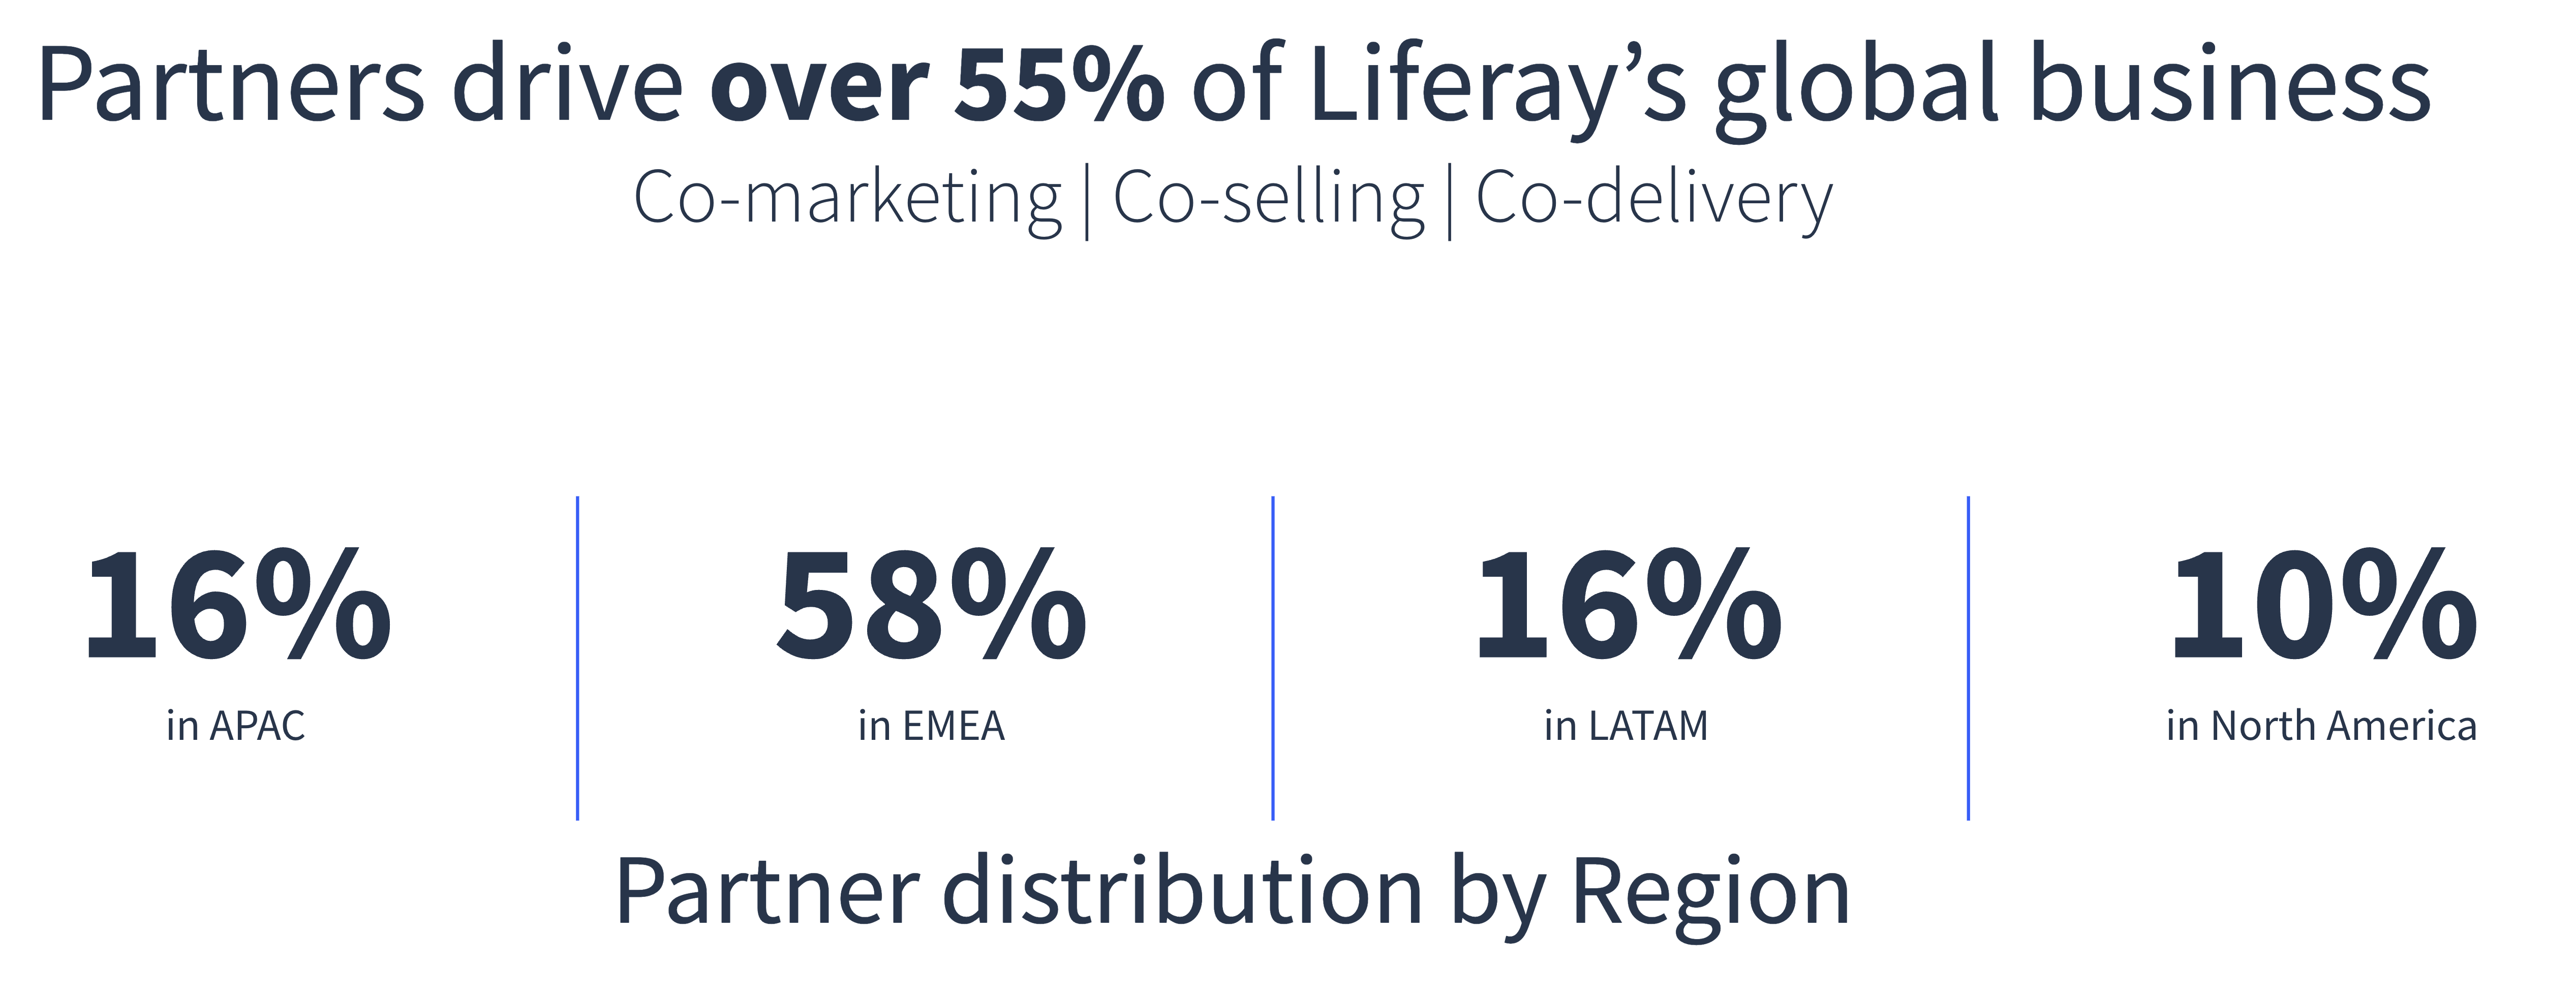 Partners drive over 55% of Liferay’s global business
Co-marketing | Co-selling | Co-delivery
16%
in APAC
58%
in EMEA
16%
in LATAM
10%
in North America
Partner distribution by Region